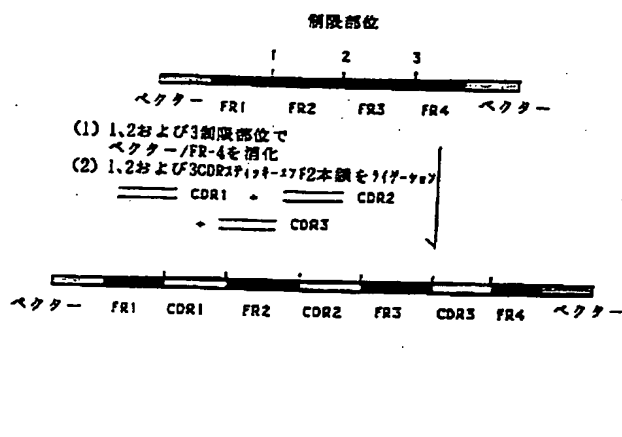 制限部位
1 2 3
ベクター FR1 FR2 FR3 FR4 ベクター
(1) 1、2および3制限部位で
ベクター/FR-4を消化
(2) 1、2および3CDRスティッキーエンド2本鎖をライゲーション
CDR1 + CDR2
+ CDR3
ベクター FR1 CDR1 FR2 CDR2 FR3 CDR3 FR4 ベクター